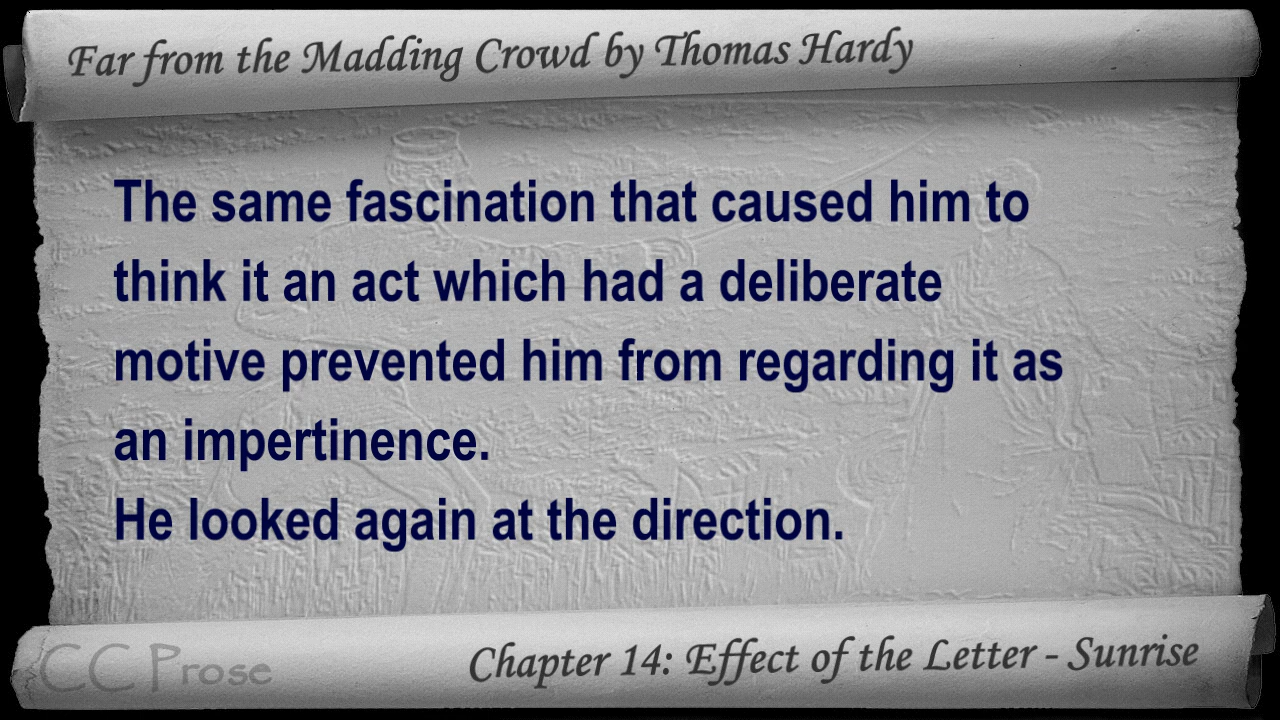 Far from the Madding Crowd by Thomas Hardy
The same fascination that caused him to
think it an act which had a deliberate
motive prevented him from regarding it as
an impertinence.
He looked again at the direction.
CC Prose
Chapter 14: Effect of the Letter - Sunrise